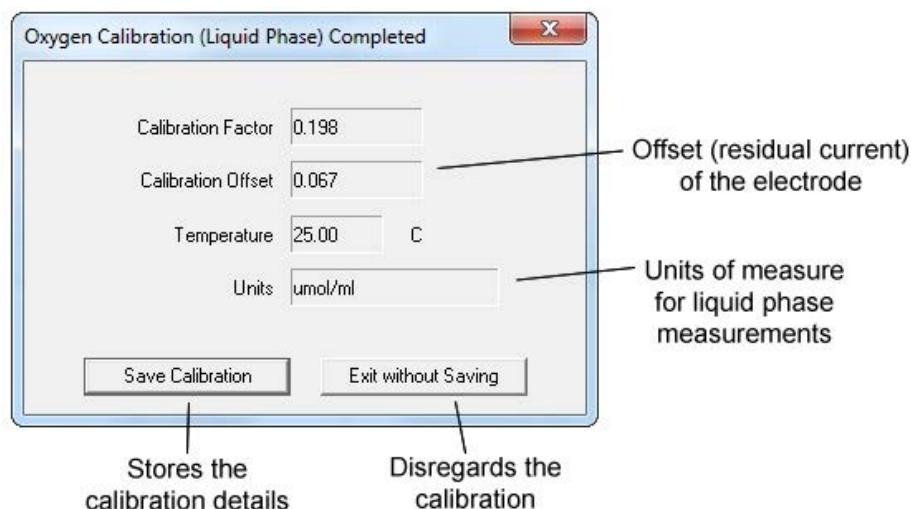 Oxygen Calibration (Liquid Phase) Completed
X
Calibration Factor 0.198
Calibration Offset 0.067
Temperature 25.00 C
Units umol/ml
Save Calibration Exit without Saving
Offset (residual current)
of the electrode
Units of measure
for liquid phase
measurements
Stores the
calibration details
Disregards the
calibration